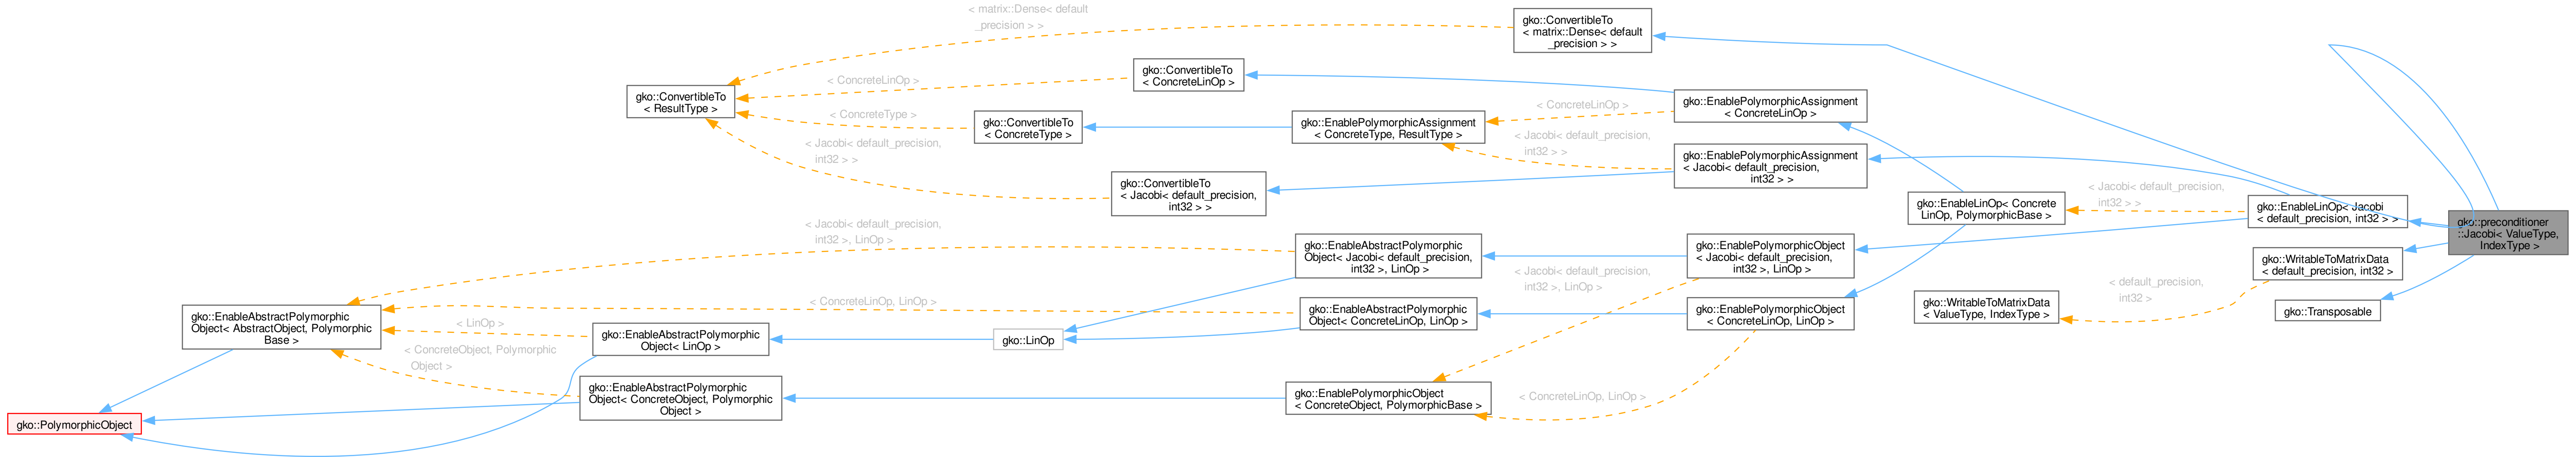 < matrix::Dense< default
_precision > >
gko::ConvertibleTo
< matrix::Dense< default
_precision > >
gko::ConvertibleTo
< ResultType >
< ConcreteLinOp >
gko::ConvertibleTo
< ConcreteLinOp >
< ConcreteType >
gko::ConvertibleTo
< ConcreteType >
gko::EnablePolymorphicAssignment
< ConcreteType, ResultType >
< ConcreteLinOp >
gko::EnablePolymorphicAssignment
< ConcreteLinOp >
< Jacobi< default_precision,
int32 > >
gko::ConvertibleTo
< Jacobi< default_precision,
int32 > >
< Jacobi< default_precision,
int32 > >
gko::EnablePolymorphicAssignment
< Jacobi< default_precision,
int32 > >
gko::EnableLinOp< Concrete
LinOp, PolymorphicBase >
< Jacobi< default_precision,
int32 > >
gko::EnableLinOp< Jacobi
< default_precision, int32 > >
gko::preconditioner
::Jacobi< ValueType,
IndexType >
< Jacobi< default_precision,
int32 >, LinOp >
gko::EnableAbstractPolymorphic
Object< Jacobi< default_precision,
int32 >, LinOp >
gko::EnablePolymorphicObject
< Jacobi< default_precision,
int32 >, LinOp >
gko::WritableToMatrixData
< default_precision, int32 >
< Jacobi< default_precision,
int32 >, LinOp >
< default_precision,
int32 >
gko::EnableAbstractPolymorphic
Object< AbstractObject, Polymorphic
Base >
< ConcreteLinOp, LinOp >
gko::EnableAbstractPolymorphic
Object< ConcreteLinOp, LinOp >
gko::EnablePolymorphicObject
< ConcreteLinOp, LinOp >
gko::WritableToMatrixData
< ValueType, IndexType >
gko::Transposable
< LinOp >
gko::EnableAbstractPolymorphic
Object< LinOp >
gko::LinOp
< ConcreteObject, Polymorphic
Object >
gko::EnableAbstractPolymorphic
Object< ConcreteObject, Polymorphic
Object >
gko::EnablePolymorphicObject
< ConcreteObject, PolymorphicBase >
< ConcreteLinOp, LinOp >
gko::PolymorphicObject